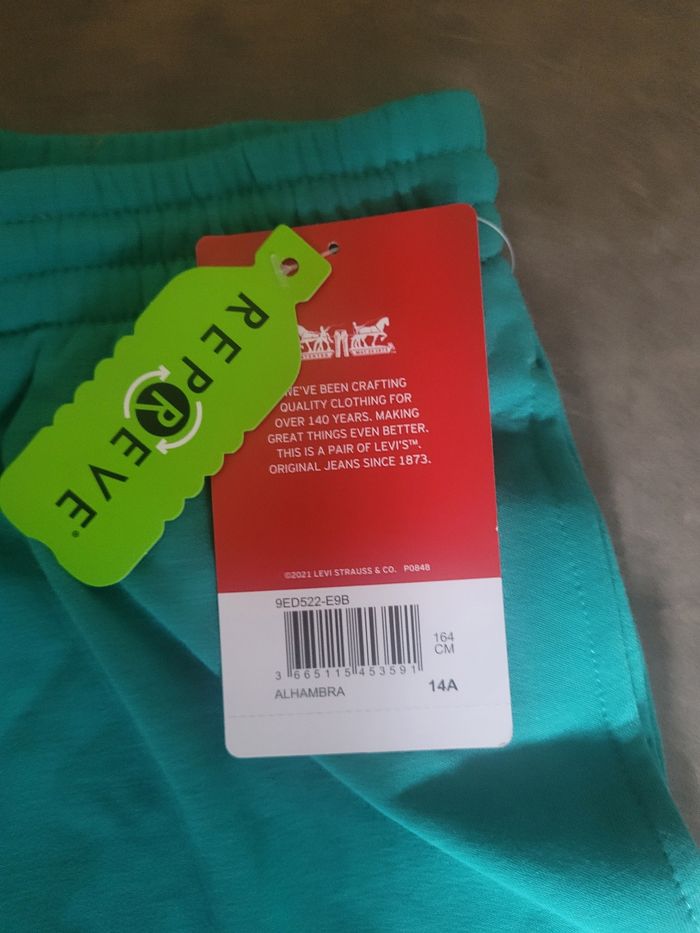 REPREVE®
WE'VE BEEN CRAFTING
QUALITY CLOTHING FOR
OVER 140 YEARS. MAKING
GREAT THINGS EVEN BETTER.
THIS IS A PAIR OF LEVI'S™.
ORIGINAL JEANS SINCE 1873.
©2021 LEVI STRAUSS & CO. P0848
9ED522-E9B
164
CM
3 665115 453591
ALHAMBRA
14A